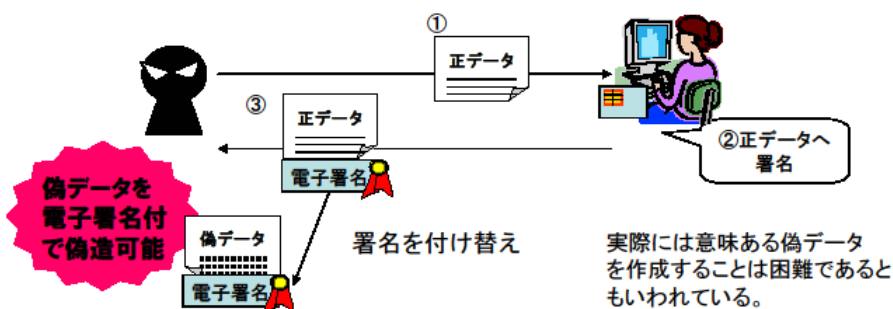 ①
正データ
③
正データ
②正データへ
署名
電子署名
偽データを
電子署名付
で偽造可能
偽データ
署名を付け替え
電子署名
実際には意味ある偽データ
を作成することは困難であると
もいわれている。